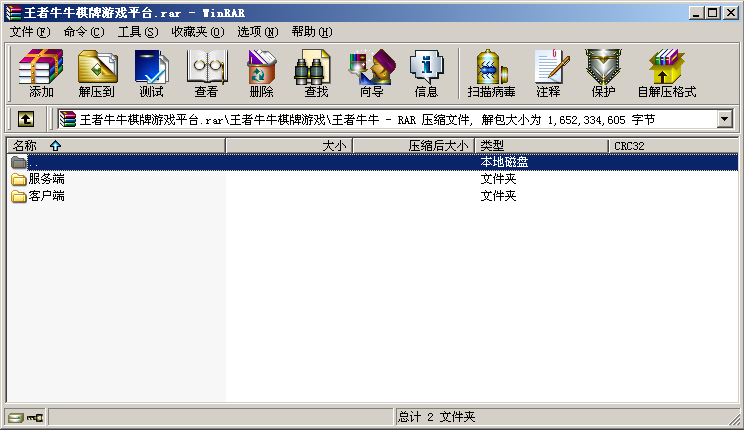 王者牛牛棋牌游戏平台.rar - WinRAR
文件(F) 命令(C) 工具(S) 收藏夹(O) 选项(N) 帮助(H)
添加 解压到 测试 查看 删除 查找 向导 信息 扫描病毒 注释 保护 自解压格式
王者牛牛棋牌游戏平台.rar\王者牛牛棋牌游戏\王者牛牛 - RAR 压缩文件, 解包大小为 1,652,334,605 字节
名称 大小 压缩后大小 类型 CRC32
.. 本地磁盘
服务端 文件夹
客户端 文件夹
总计 2 文件夹